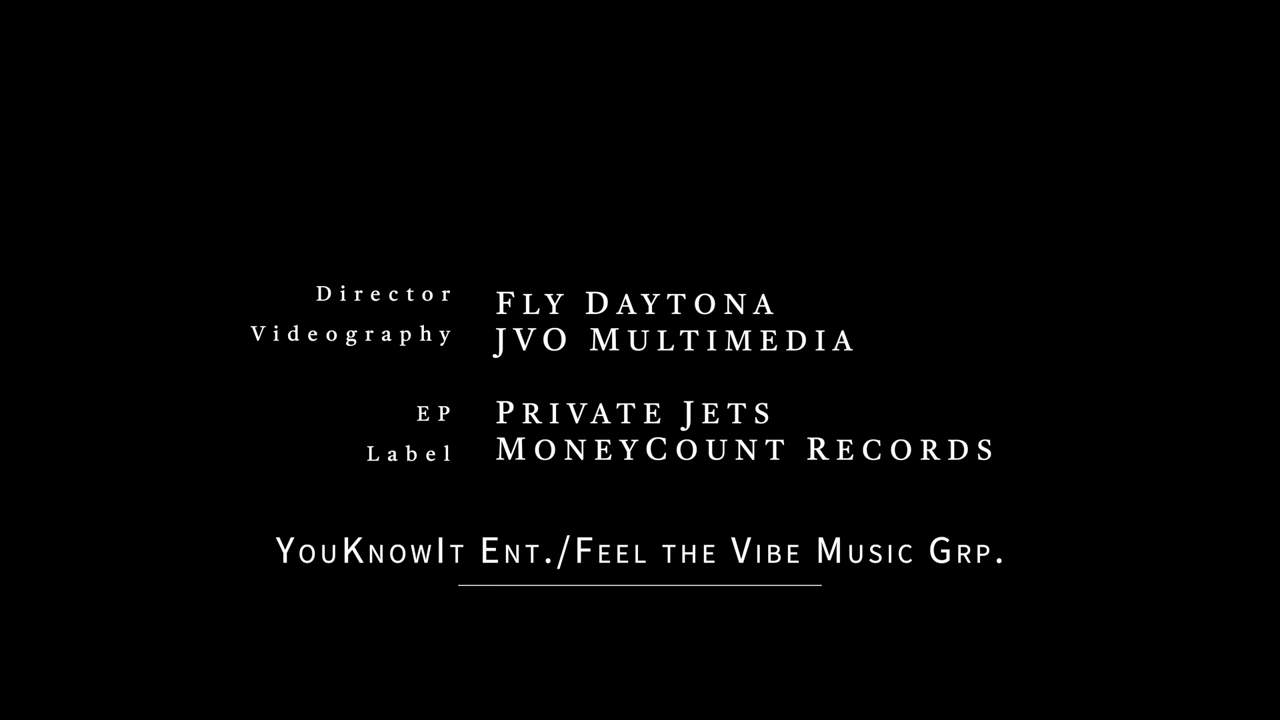 Director Fly Daytona
Videography JVO Multimedia
EP Private Jets
Label MoneyCount Records
YouKnowIt Ent./Feel the Vibe Music Grp.